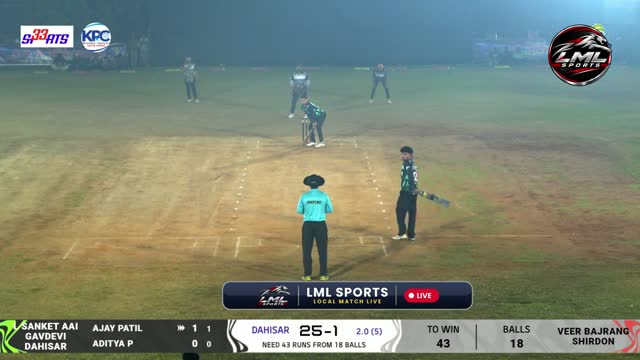 33
SPORTS
KPC
LML
SPORTS
EMPIRE
LML SPORTS
LOCAL MATCH LIVE
LIVE
SANKET AAI
GAVDEVI
DAHISAR
AJAY PATIL 1 1
ADITYA P 0 0
DAHISAR 25-1 2.0 (5)
NEED 43 RUNS FROM 18 BALLS
TO WIN
43
BALLS
18
VEER BAJRANG
SHIRDON